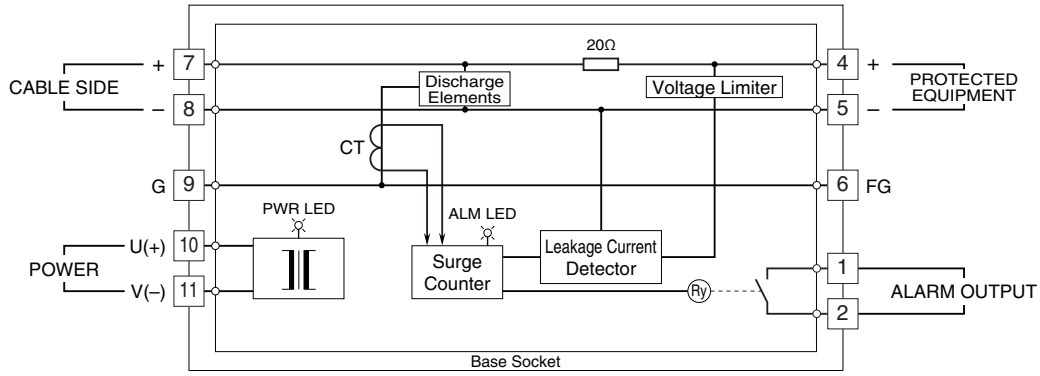 20Ω
+ 7
4 +
CABLE SIDE
Discharge
Elements
Voltage Limiter
PROTECTED
EQUIPMENT
– 8
5 –
CT
G 9
6 FG
PWR LED
ALM LED
U(+) 10
POWER
V(–) 11
Surge
Counter
Leakage Current
Detector
Ry
1
2
ALARM OUTPUT
Base Socket